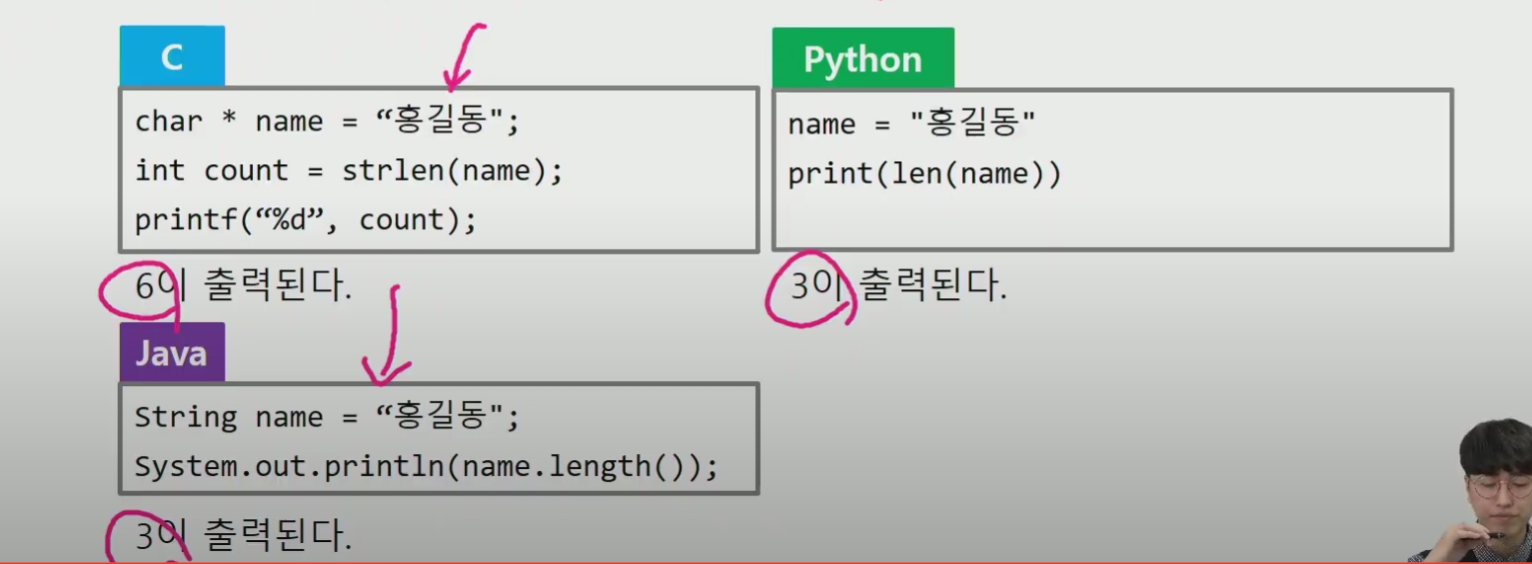 C
char * name = “홍길동";
int count = strlen(name);
printf(“%d”, count);
6이 출력된다.
Python
name = "홍길동"
print(len(name))
3이 출력된다.
Java
String name = “홍길동";
System.out.println(name.length());
3이 출력된다.